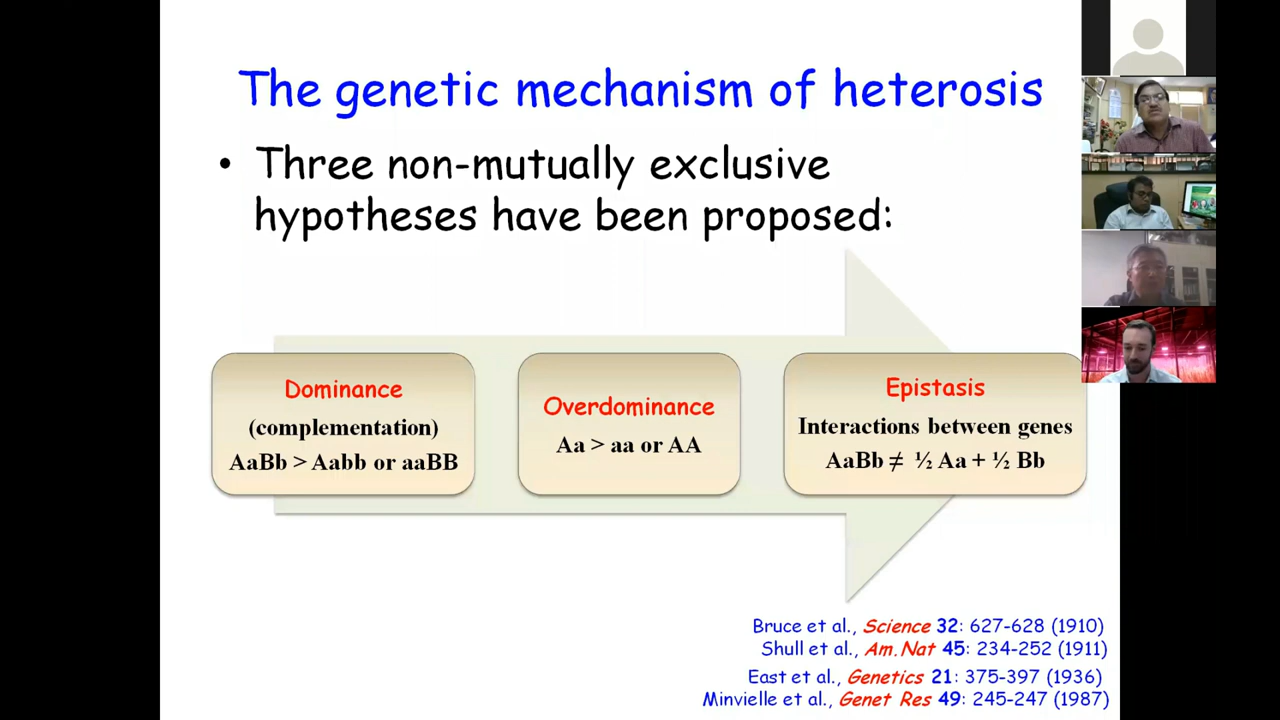 The genetic mechanism of heterosis
• Three non-mutually exclusive
hypotheses have been proposed:
Dominance
(complementation)
AaBb > Aabb or aaBB
Overdominance
Aa > aa or AA
Epistasis
Interactions between genes
AaBb ≠ ½ Aa + ½ Bb
Bruce et al., Science 32: 627-628 (1910)
Shull et al., Am.Nat 45: 234-252 (1911)
East et al., Genetics 21: 375-397 (1936)
Minvielle et al., Genet Res 49: 245-247 (1987)